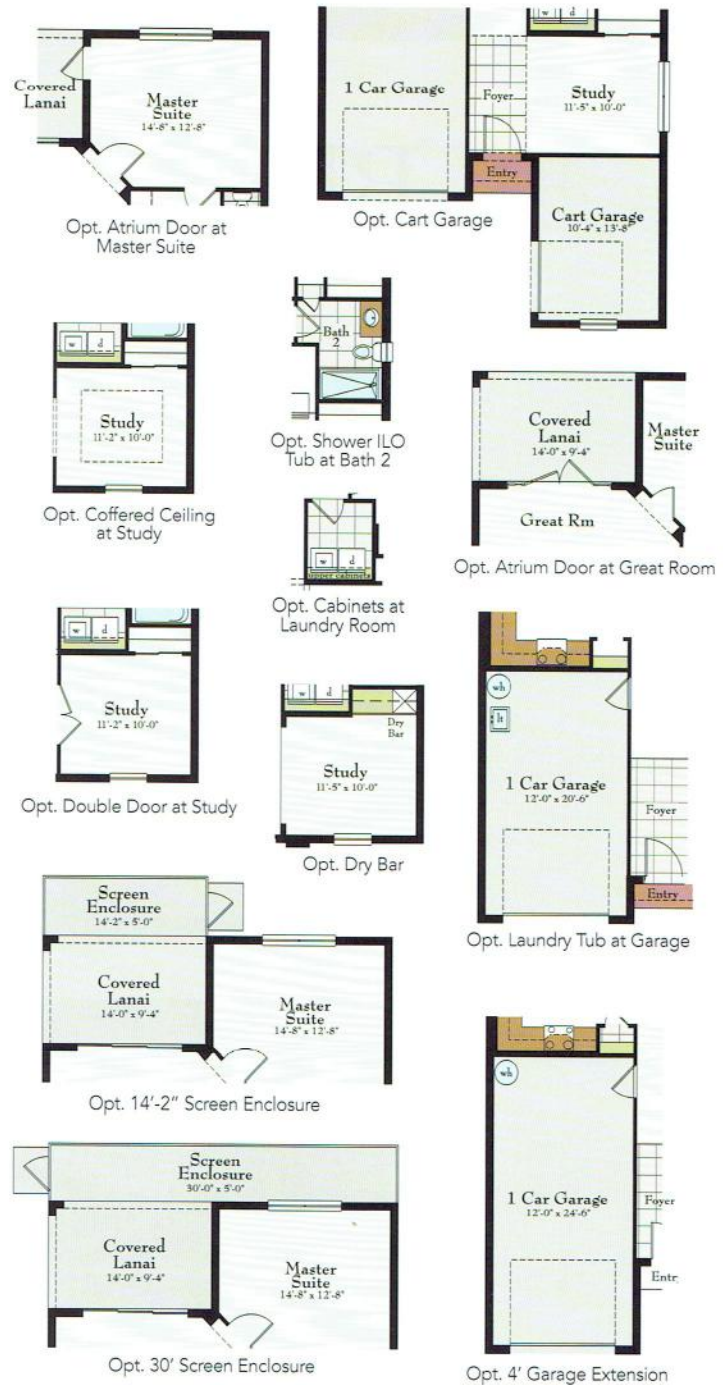 Covered
Lanai
Master
Suite
14'-8" x 12'-8"
Opt. Atrium Door at
Master Suite
1 Car Garage
Foyer
Study
11'-5" x 10'-0"
Entry
Cart Garage
10'-4" x 13'-8"
Opt. Cart Garage
w
d
Study
11'-2" x 10'-0"
Opt. Coffered Ceiling
at Study
Bath
2
Opt. Shower ILO
Tub at Bath 2
Covered
Lanai
14'-0" x 9'-4"
Master
Suite
Great Rm
Opt. Atrium Door at Great Room
d
upper cabinets
Opt. Cabinets at
Laundry Room
w
d
Study
11'-2" x 10'-0"
Opt. Double Door at Study
w
d
Dry
Bar
Study
11'-5" x 10'-0"
Opt. Dry Bar
wh
lt
1 Car Garage
12'-0" x 20'-6"
Foyer
Entry
Opt. Laundry Tub at Garage
Screen
Enclosure
14'-2" x 5'-0"
Covered
Lanai
14'-0" x 9'-4"
Master
Suite
14'-8" x 12'-8"
Opt. 14'-2" Screen Enclosure
Screen
Enclosure
30'-0" x 5'-0"
Covered
Lanai
14'-0" x 9'-4"
Master
Suite
14'-8" x 12'-8"
Opt. 30' Screen Enclosure
wh
1 Car Garage
12'-0" x 24'-6"
Foyer
Entr
Opt. 4' Garage Extension